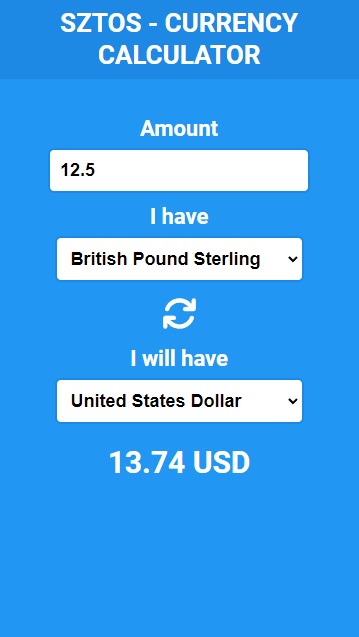 SZTOS - CURRENCY
CALCULATOR
Amount
12.5
I have
British Pound Sterling
I will have
United States Dollar
13.74 USD